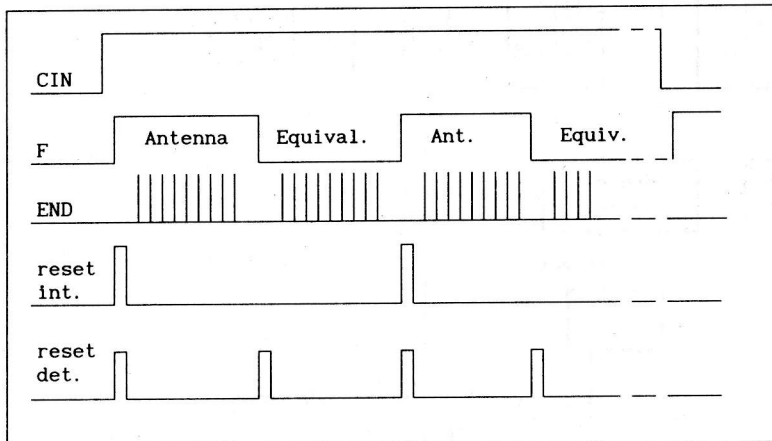 CIN
F
Antenna
Equival.
Ant.
Equiv.
END
reset
int.
reset
det.